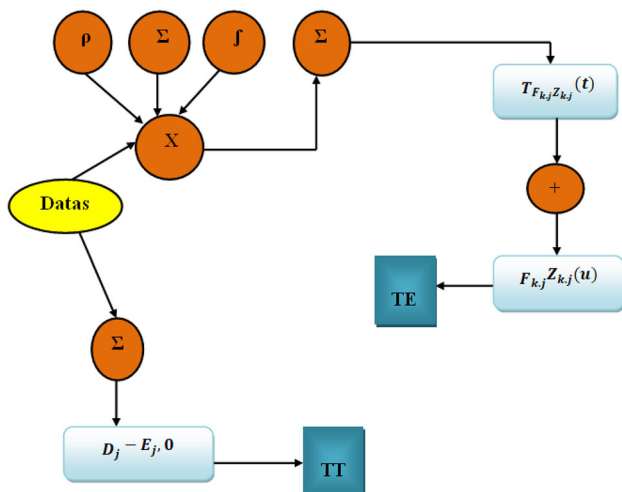 ρ Σ ∫ Σ
T_{F_{k.j}Z_{k.j}}(t)
X
+
Datas
F_{k.j}Z_{k.j}(u)
TE
Σ
D_j − E_j, 0
TT